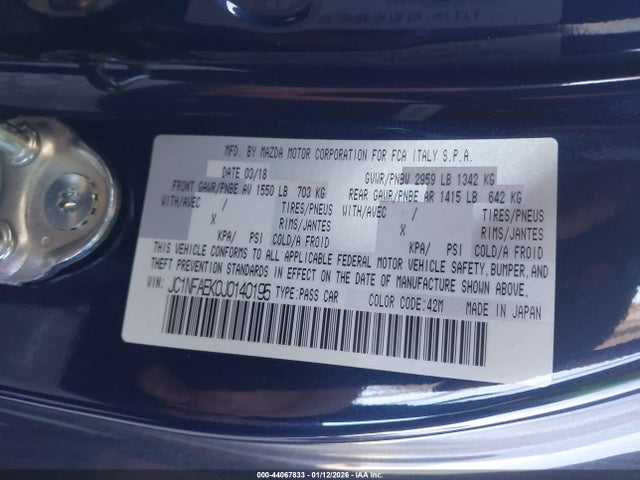 MFD. BY MAZDA MOTOR CORPORATION FOR FCA ITALY S.P.A.
DATE 03/18 GVWR/PNBV 2959 LB 1342 KG
FRONT GAWR/PNBE AV 1550 LB 703 KG REAR GAWR/PNBE AR 1415 LB 642 KG
WITH/AVEC / TIRES/PNEUS WITH/AVEC / TIRES/PNEUS
X RIMS/JANTES X RIMS/JANTES
KPA/ PSI COLD/A FROID KPA/ PSI COLD/A FROID
THIS VEHICLE CONFORMS TO ALL APPLICABLE FEDERAL MOTOR VEHICLE SAFETY, BUMPER, AND
THEFT PREVENTION STANDARDS IN EFFECT ON THE DATE OF MANUFACTURE SHOWN ABOVE.
VIN: JC1NFAEK0J0140195 TYPE:PASS CAR COLOR CODE:42M MADE IN JAPAN
000-44067833 - 01/12/2026 - IAA Inc.